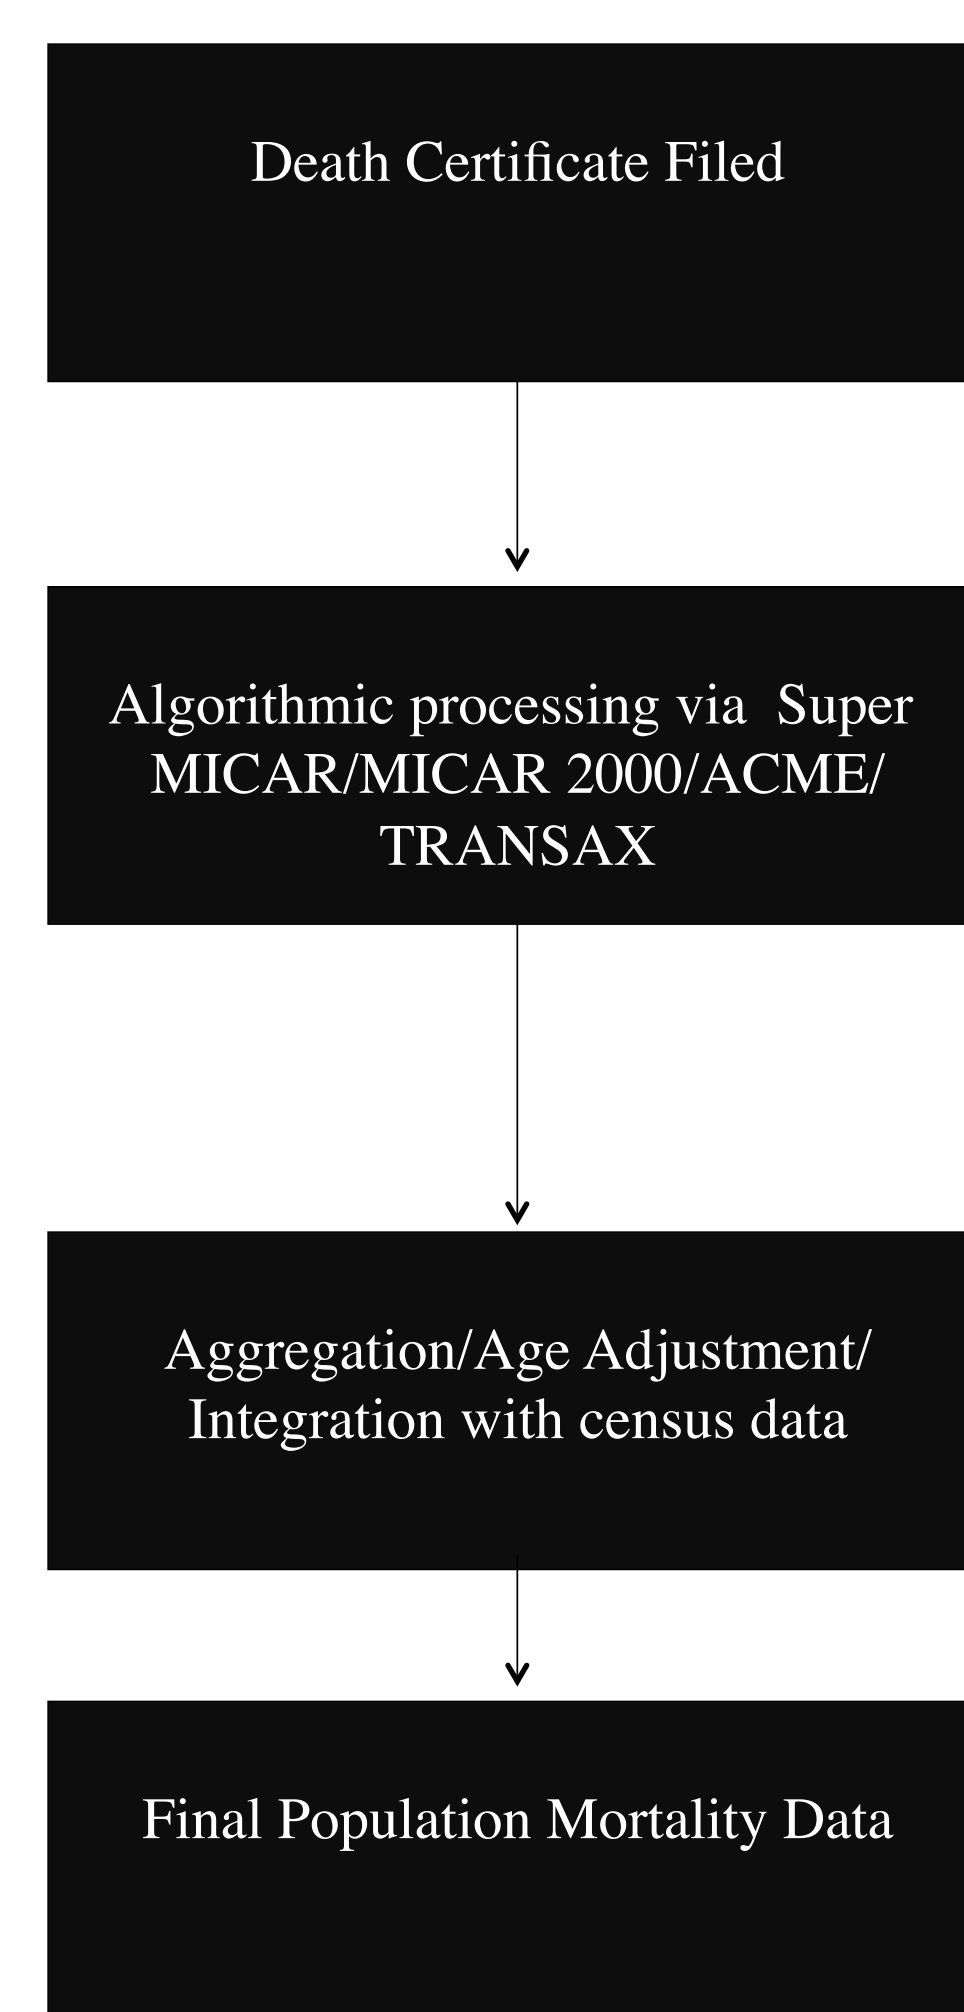 Death Certificate Filed
Algorithmic processing via  Super
MICAR/MICAR 2000/ACME/
TRANSAX
Aggregation/Age Adjustment/
Integration with census data
Final Population Mortality Data